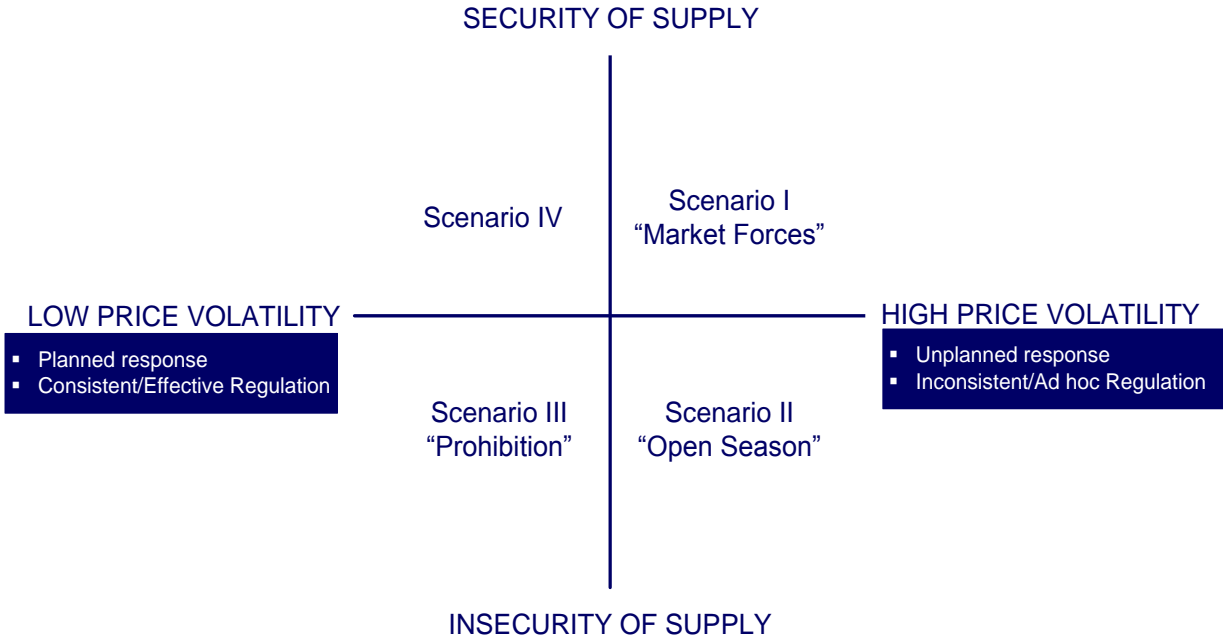 SECURITY OF SUPPLY
Scenario IV
Scenario I
“Market Forces”
LOW PRICE VOLATILITY
▪ Planned response
▪ Consistent/Effective Regulation
HIGH PRICE VOLATILITY
▪ Unplanned response
▪ Inconsistent/Ad hoc Regulation
Scenario III
“Prohibition”
Scenario II
“Open Season”
INSECURITY OF SUPPLY